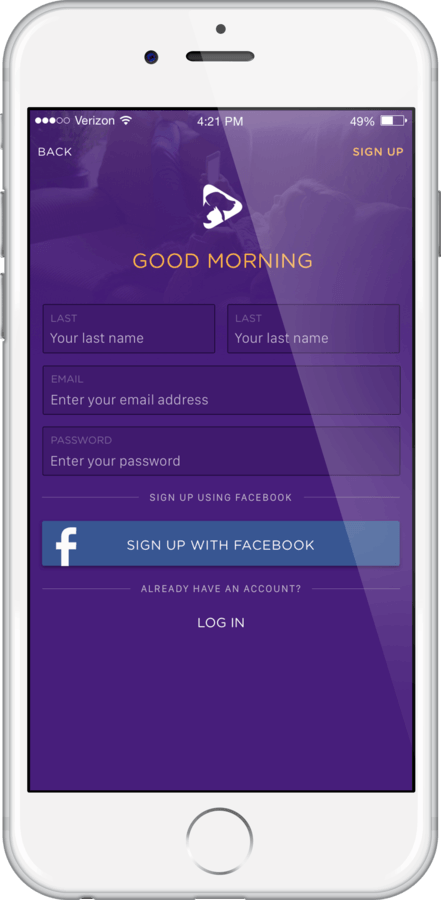 Verizon 4:21 PM 49%
BACK SIGN UP
GOOD MORNING
LAST LAST
Your last name Your last name
EMAIL
Enter your email address
PASSWORD
Enter your password
SIGN UP USING FACEBOOK
f SIGN UP WITH FACEBOOK
ALREADY HAVE AN ACCOUNT?
LOG IN